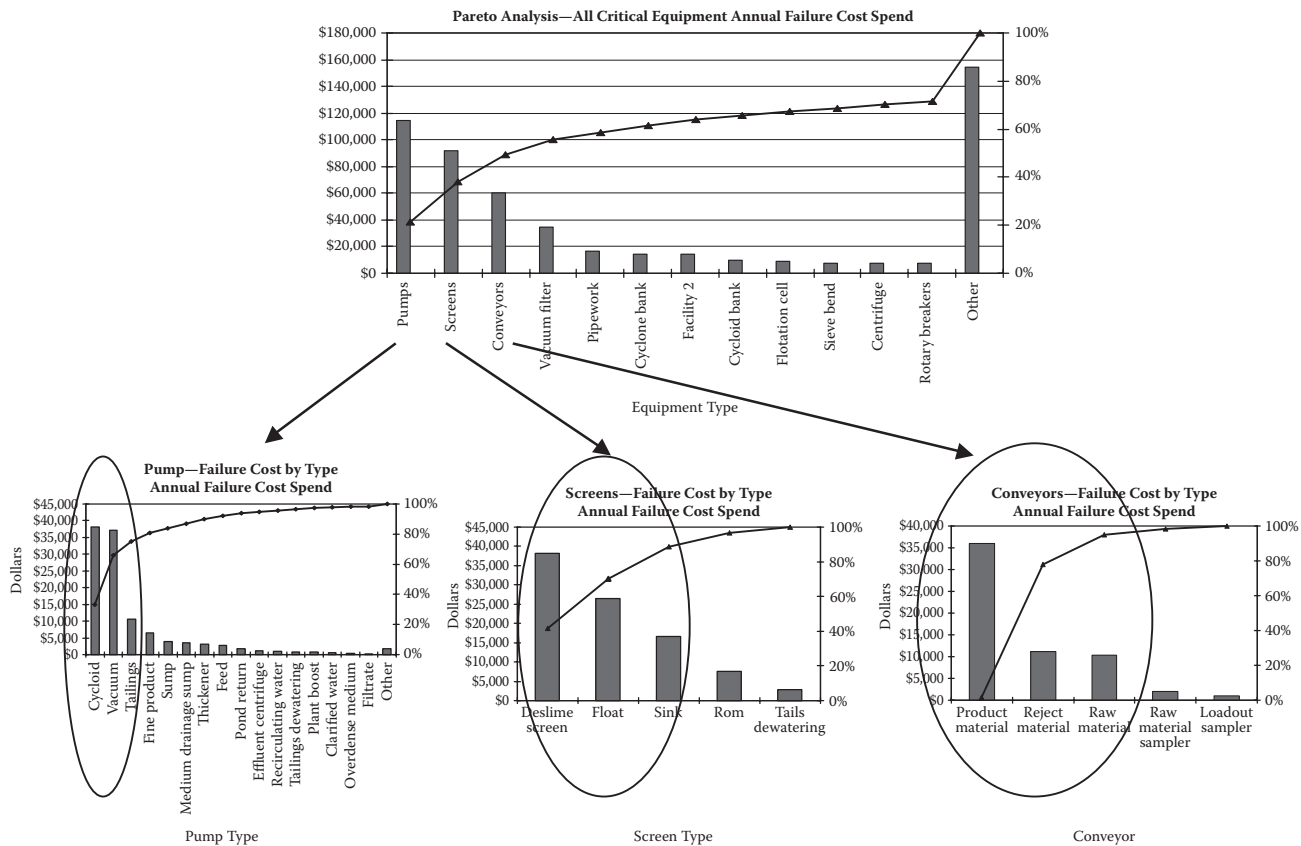 Pareto Analysis—All Critical Equipment Annual Failure Cost Spend
$180,000
$160,000
$140,000
$120,000
$100,000
$80,000
$60,000
$40,000
$20,000
$0
100%
80%
60%
40%
20%
0%
Pumps
Screens
Conveyors
Vacuum filter
Pipework
Cyclone bank
Facility 2
Cycloid bank
Flotation cell
Sieve bend
Centrifuge
Rotary breakers
Other
Equipment Type
Pump—Failure Cost by Type
Annual Failure Cost Spend
Dollars
$45,000
$40,000
$35,000
$30,000
$25,000
$20,000
$15,000
$10,000
$5,000
$0
100%
80%
60%
40%
20%
0%
Cycloid
Vacuum
Tailings
Fine product
Sump
Medium drainage sump
Thickener
Feed
Pond return
Effluent centrifuge
Recirculating water
Tailings dewatering
Plant boost
Clarified water
Overdense medium
Filtrate
Other
Pump Type
Screens—Failure Cost by Type
Annual Failure Cost Spend
Dollars
$45,000
$40,000
$35,000
$30,000
$25,000
$20,000
$15,000
$10,000
$5,000
$0
100%
80%
60%
40%
20%
0%
Deslime
screen
Float
Sink
Rom
Tails
dewatering
Screen Type
Conveyors—Failure Cost by Type
Annual Failure Cost Spend
Dollars
$40,000
$35,000
$30,000
$25,000
$20,000
$15,000
$10,000
$5,000
$0
100%
80%
60%
40%
20%
0%
Product
material
Reject
material
Raw
material
Raw
material
sampler
Loadout
sampler
Conveyor